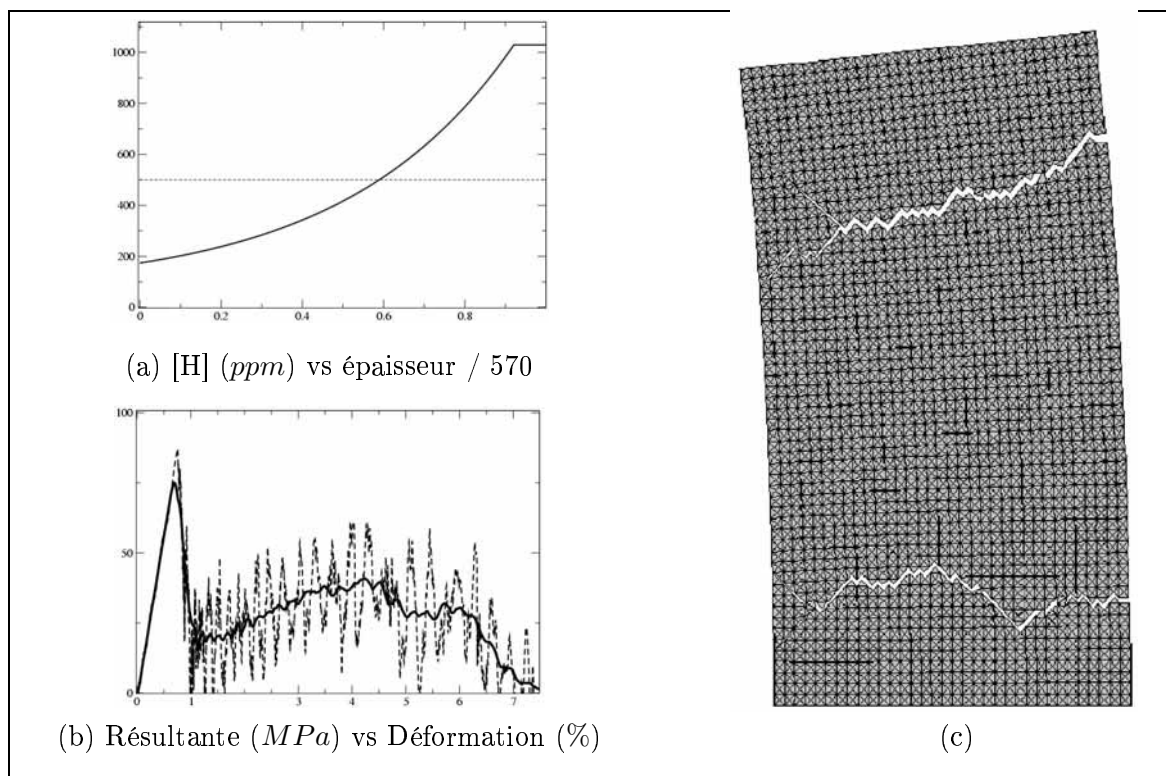 1000
800
600
400
200
0
0 0.2 0.4 0.6 0.8
(a) [H] (ppm) vs épaisseur / 570
100
50
0
0 1 3 4 5 6 7
(b) Résultante (MPa) vs Déformation (%)
(c)